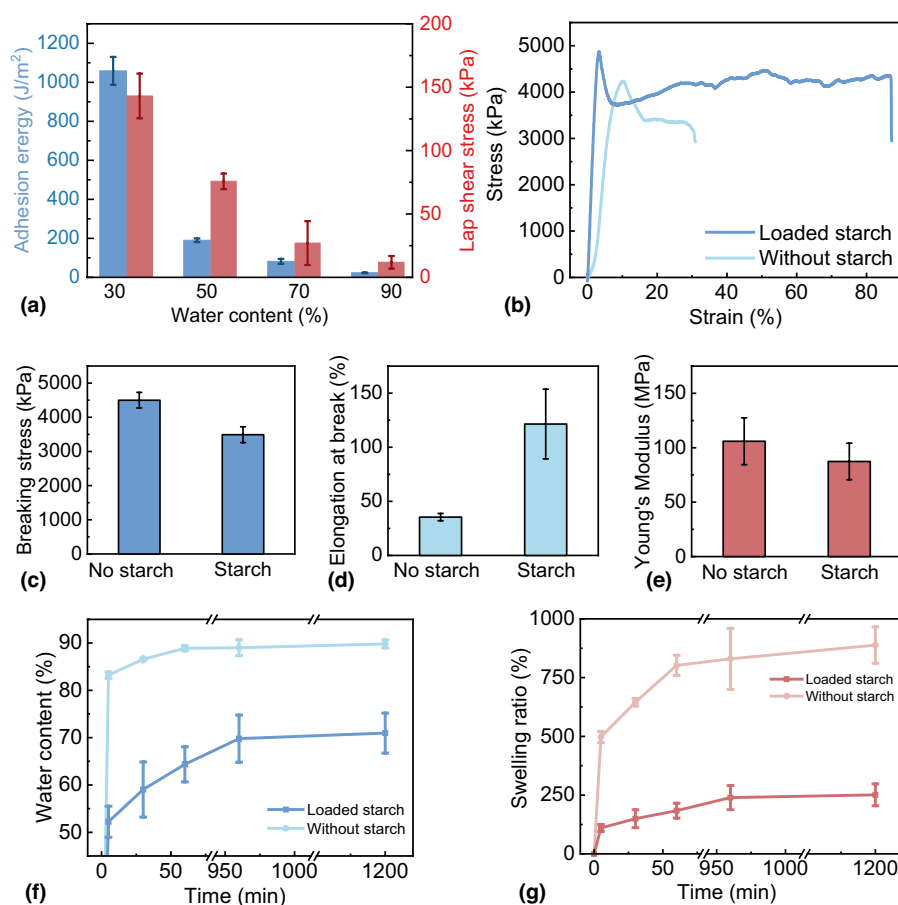 Adhesion energy (J/m²)
1200
1000
800
600
400
200
0
200
150
100
50
0
Lap shear stress (kPa)
30 50 70 90
Water content (%)
(a)
Stress (kPa)
5000
4000
3000
2000
1000
0
0 20 40 60 80
Strain (%)
Loaded starch
Without starch
(b)
Breaking stress (kPa)
5000
4000
3000
2000
1000
0
No starch Starch
(c)
Elongation at break (%)
150
100
50
0
No starch Starch
(d)
Young's Modulus (MPa)
150
100
50
0
No starch Starch
(e)
Water content (%)
90
80
70
60
50
0 50 950 1000 1200
Time (min)
Loaded starch
Without starch
(f)
Swelling ratio (%)
1000
750
500
250
0
0 50 950 1000 1200
Time (min)
Loaded starch
Without starch
(g)